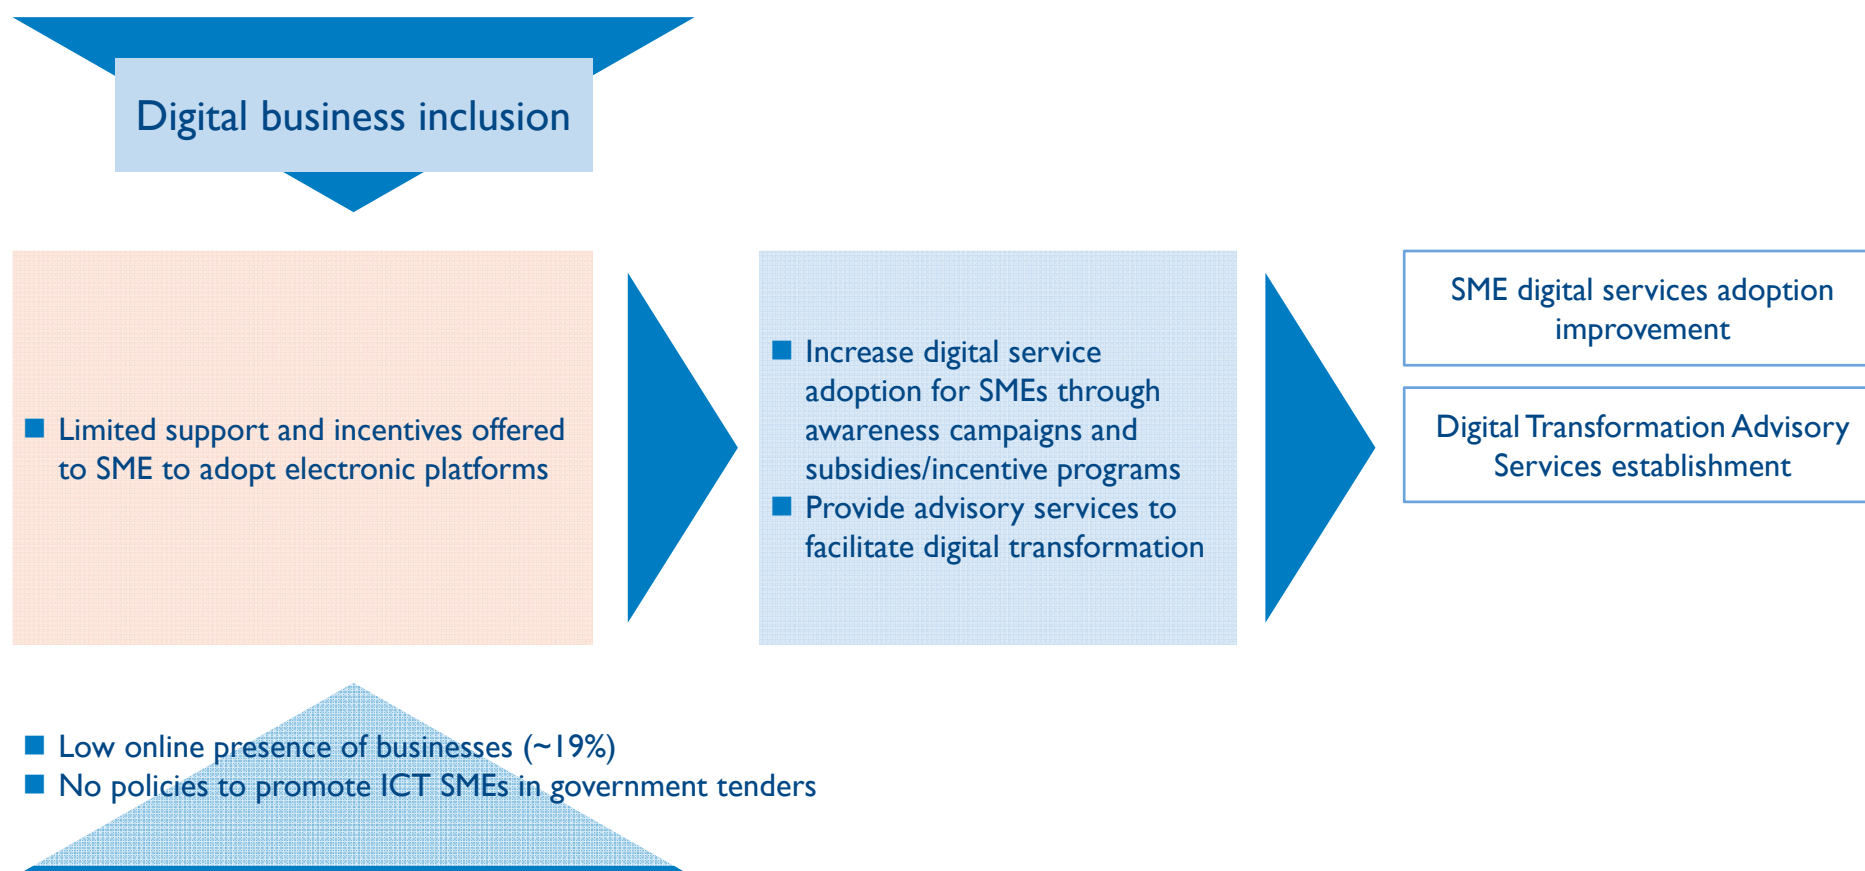 Digital business inclusion
■ Limited support and incentives offered
to SME to adopt electronic platforms
■ Increase digital service
adoption for SMEs through
awareness campaigns and
subsidies/incentive programs
■ Provide advisory services to
facilitate digital transformation
SME digital services adoption
improvement
Digital Transformation Advisory
Services establishment
■ Low online presence of businesses (~19%)
■ No policies to promote ICT SMEs in government tenders